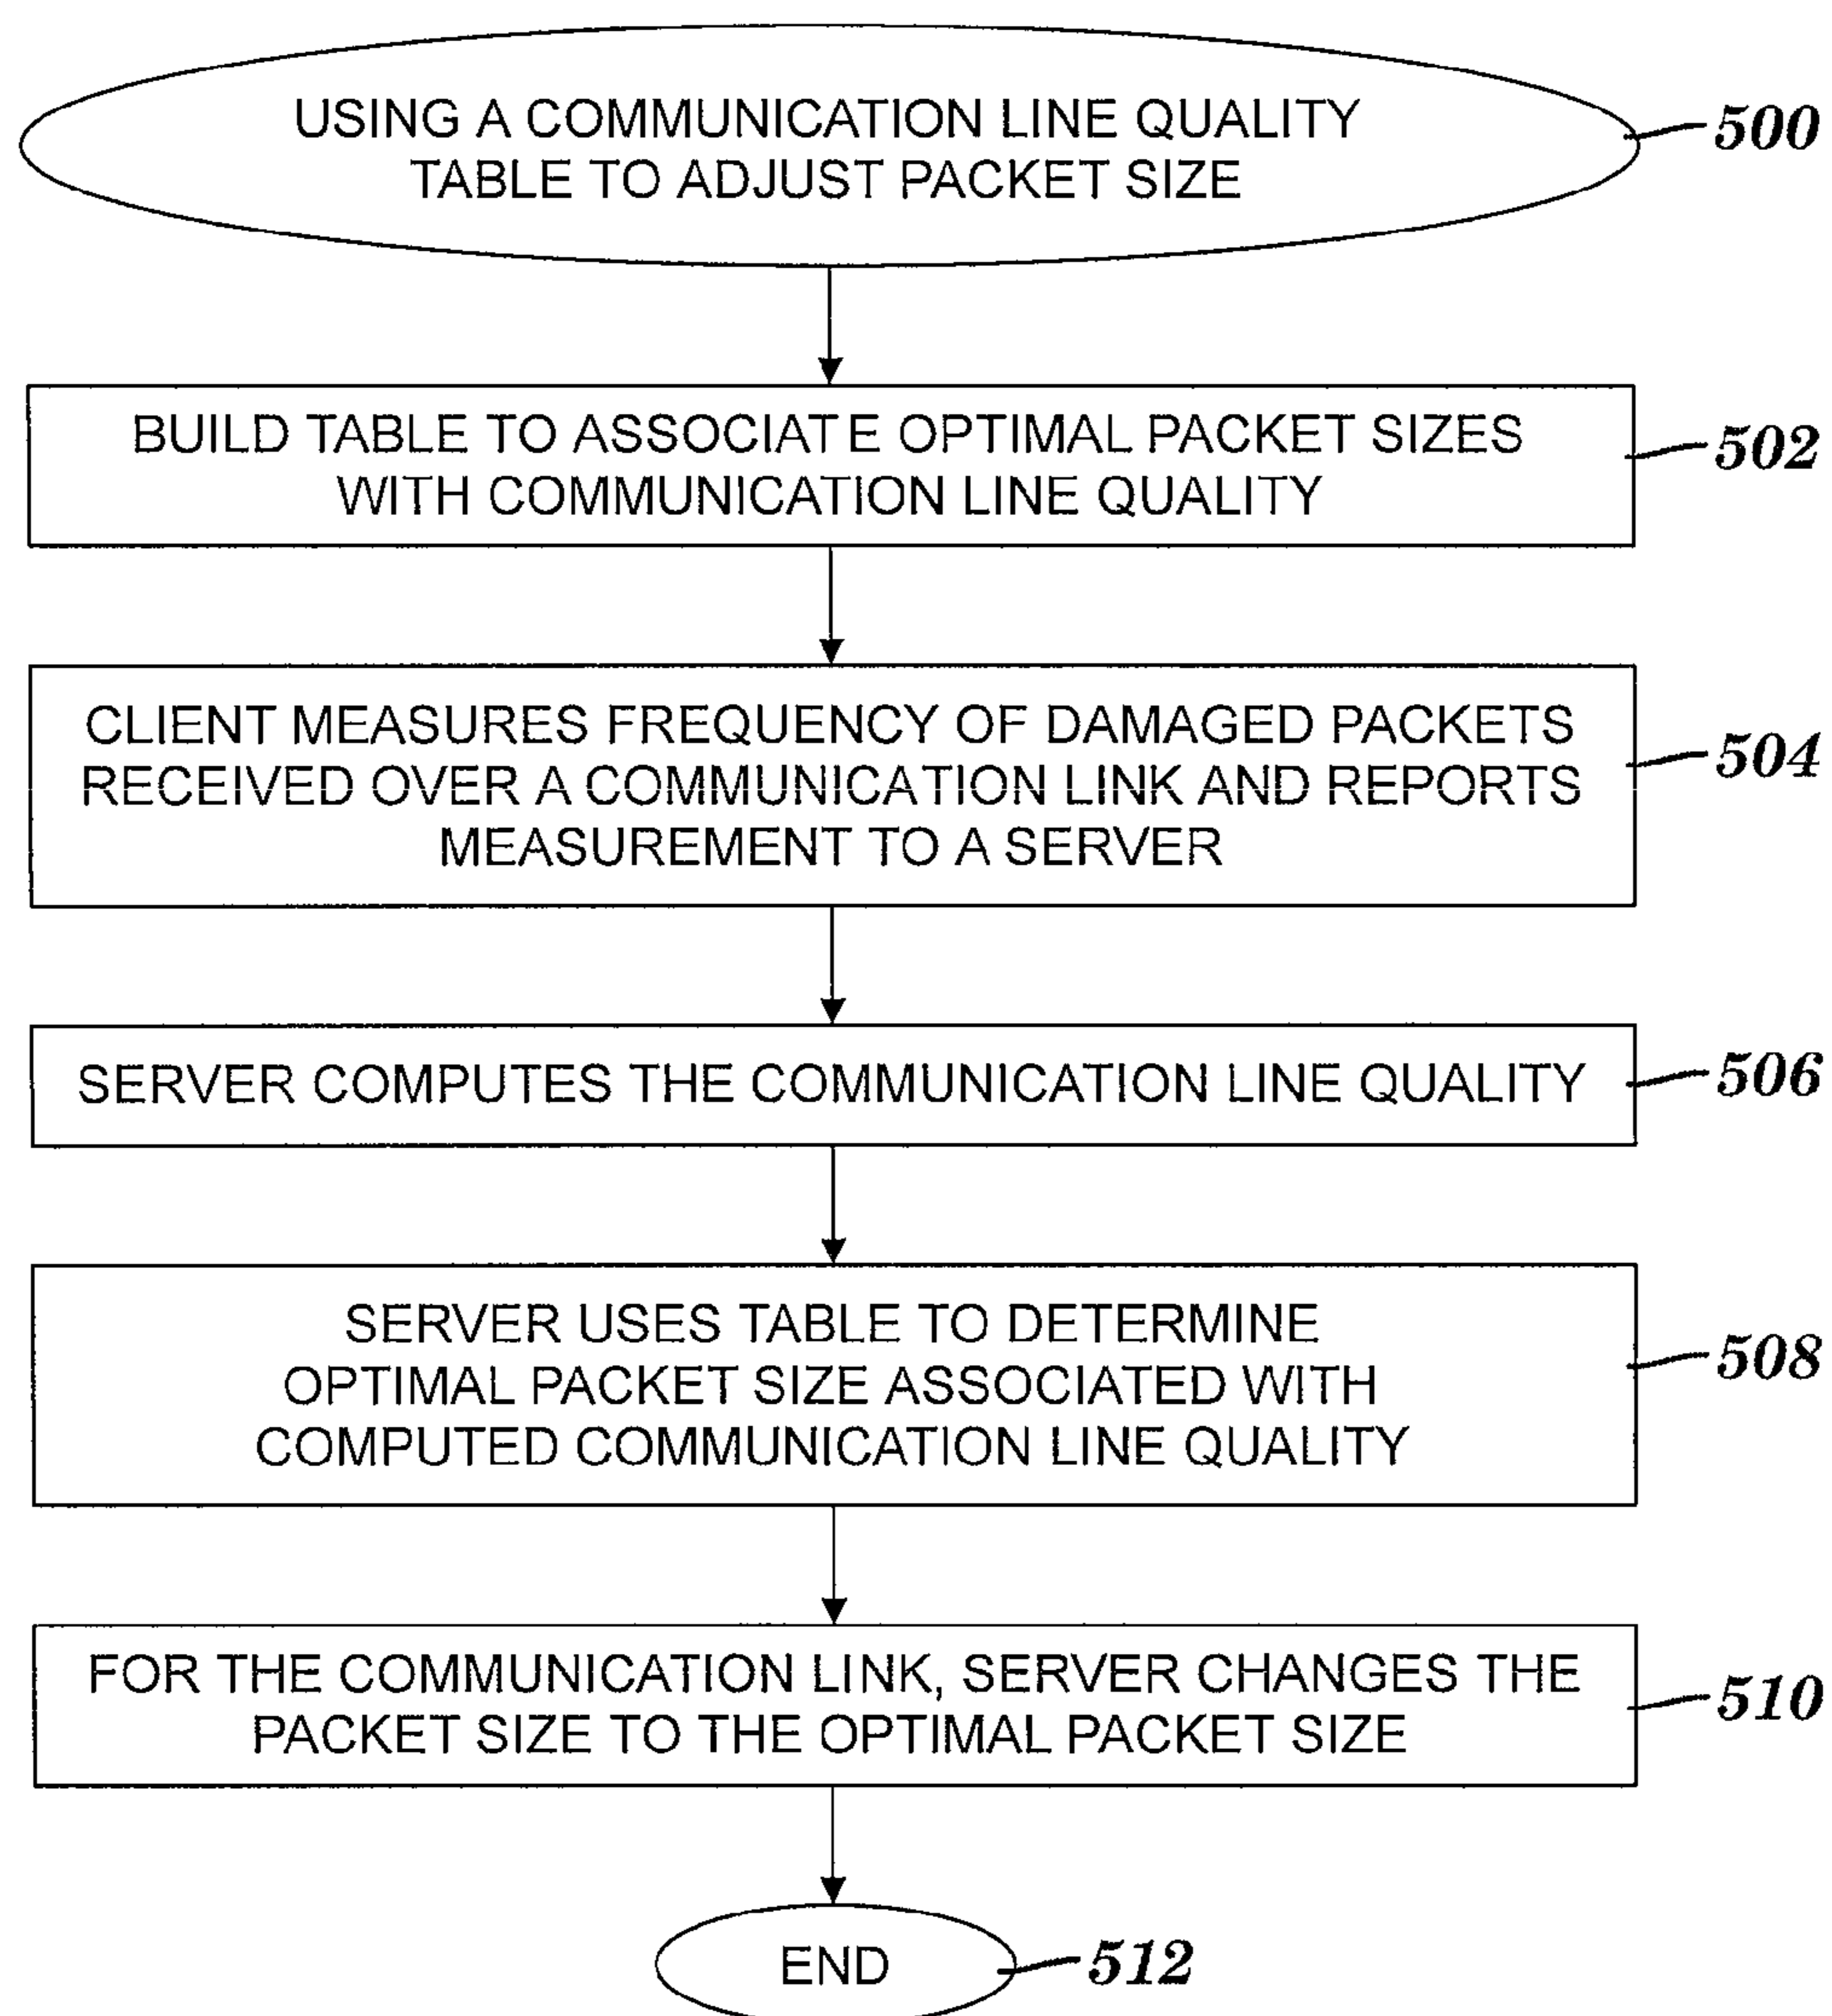 USING A COMMUNICATION LINE QUALITY
TABLE TO ADJUST PACKET SIZE
500
BUILD TABLE TO ASSOCIATE OPTIMAL PACKET SIZES
WITH COMMUNICATION LINE QUALITY
502
CLIENT MEASURES FREQUENCY OF DAMAGED PACKETS
RECEIVED OVER A COMMUNICATION LINK AND REPORTS
MEASUREMENT TO A SERVER
504
SERVER COMPUTES THE COMMUNICATION LINE QUALITY
506
SERVER USES TABLE TO DETERMINE
OPTIMAL PACKET SIZE ASSOCIATED WITH
COMPUTED COMMUNICATION LINE QUALITY
508
FOR THE COMMUNICATION LINK, SERVER CHANGES THE
PACKET SIZE TO THE OPTIMAL PACKET SIZE
510
END
512